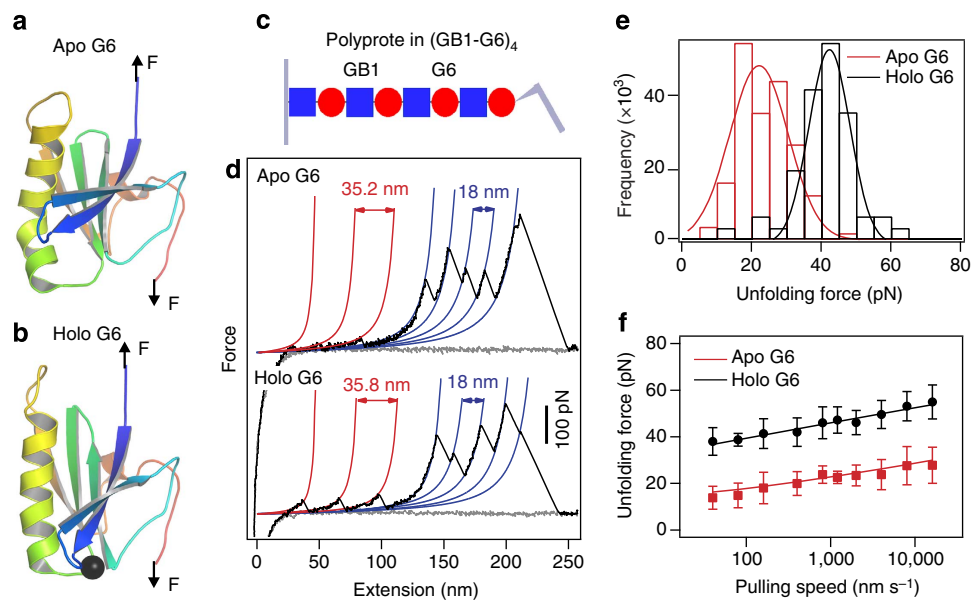 a
Apo G6
F
F
b
Holo G6
F
F
c
Polyprote in (GB1-G6)4
GB1
G6
d
Apo G6
35.2 nm
18 nm
Holo G6
35.8 nm
18 nm
100 pN
Force
0
50
100
150
200
250
Extension (nm)
e
Apo G6
Holo G6
Frequency (×10³)
40
20
0
0
20
40
60
80
Unfolding force (pN)
f
Apo G6
Holo G6
Unfolding force (pN)
80
60
40
20
0
100
1,000
10,000
Pulling speed (nm s⁻¹)